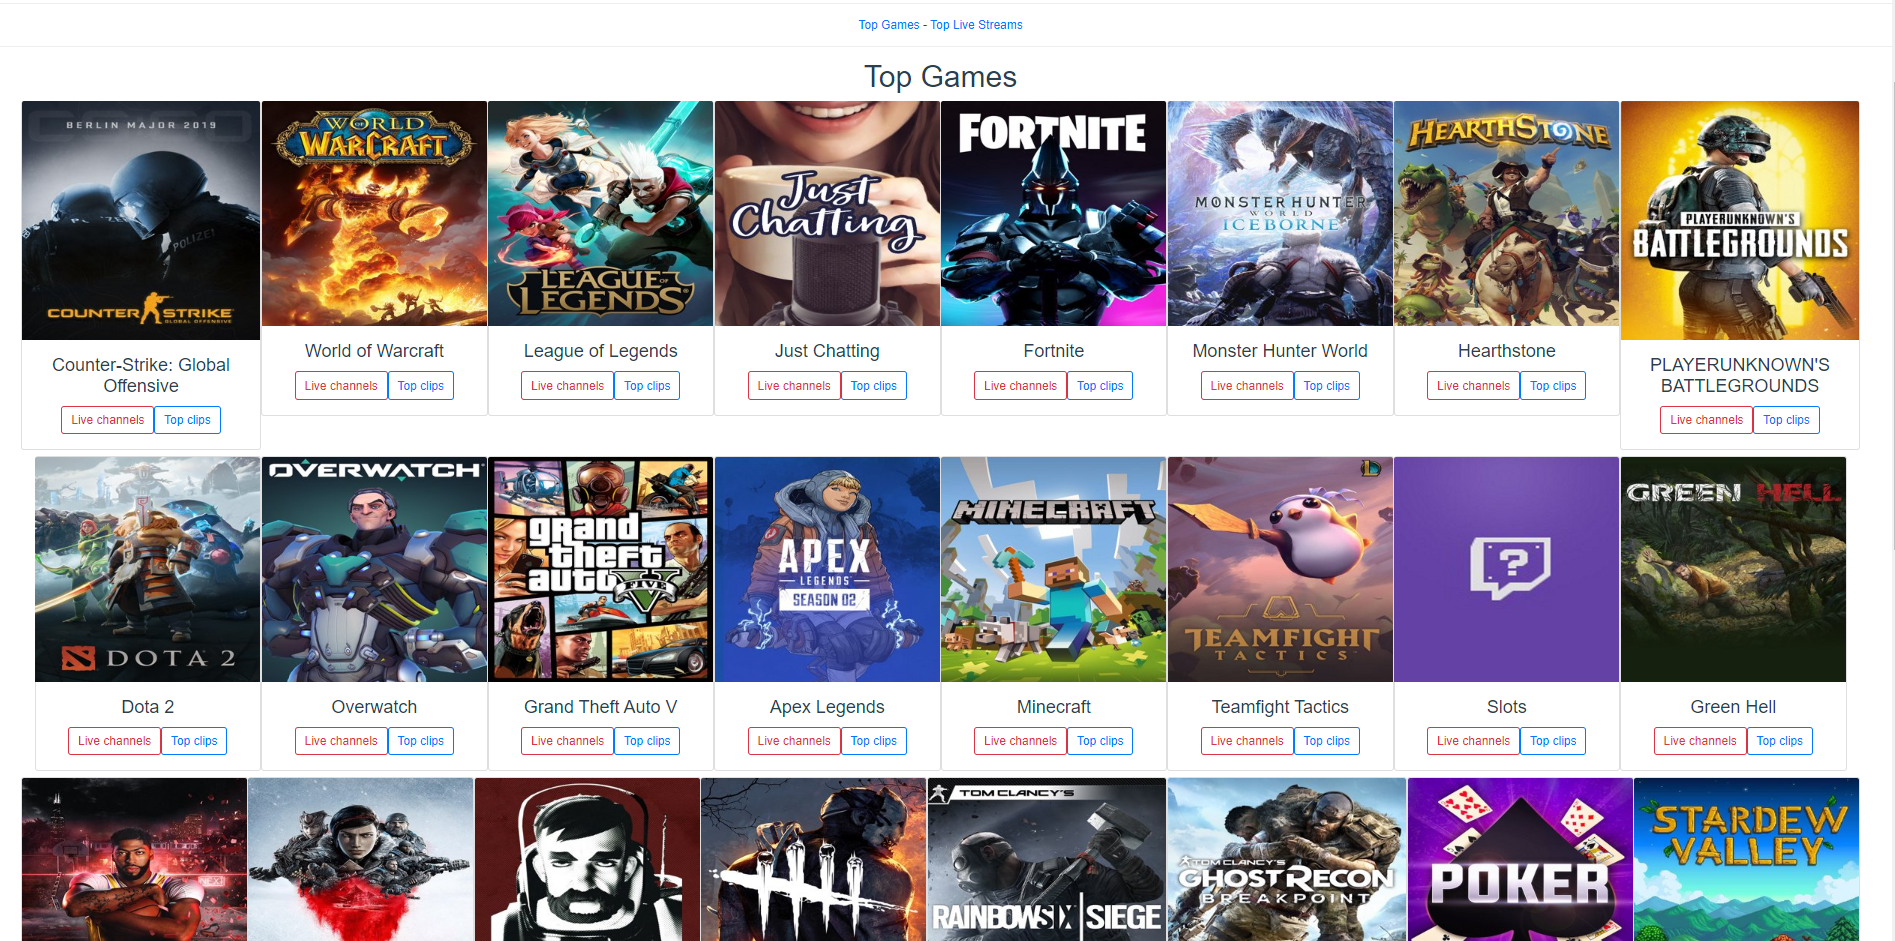 Top Games - Top Live Streams
Top Games
BERLIN MAJOR 2019
POLIZEI
COUNTER STRIKE
GLOBAL OFFENSIVE
WORLD OF WARCRAFT
LEAGUE OF LEGENDS
Just Chatting
FORTNITE
MONSTER HUNTER
WORLD
ICEBORNE
HEARTHSTONE
PLAYERUNKNOWN'S
BATTLEGROUNDS
Counter-Strike: Global
Offensive
Live channels Top clips
World of Warcraft
Live channels Top clips
League of Legends
Live channels Top clips
Just Chatting
Live channels Top clips
Fortnite
Live channels Top clips
Monster Hunter World
Live channels Top clips
Hearthstone
Live channels Top clips
PLAYERUNKNOWN'S
BATTLEGROUNDS
Live channels Top clips
DOTA 2
OVERWATCH
grand
theft
auto
FIVE
V
APEX
LEGENDS
SEASON 02
MINECRAFT
TEAMFIGHT
TACTICS
?
GREEN HELL
Dota 2
Live channels Top clips
Overwatch
Live channels Top clips
Grand Theft Auto V
Live channels Top clips
Apex Legends
Live channels Top clips
Minecraft
Live channels Top clips
Teamfight Tactics
Live channels Top clips
Slots
Live channels Top clips
Green Hell
Live channels Top clips
TOM CLANCY'S
RAINBOW SIX | SIEGE
TOM CLANCY'S
GHOST RECON
BREAKPOINT
POKER
STARDEW
VALLEY